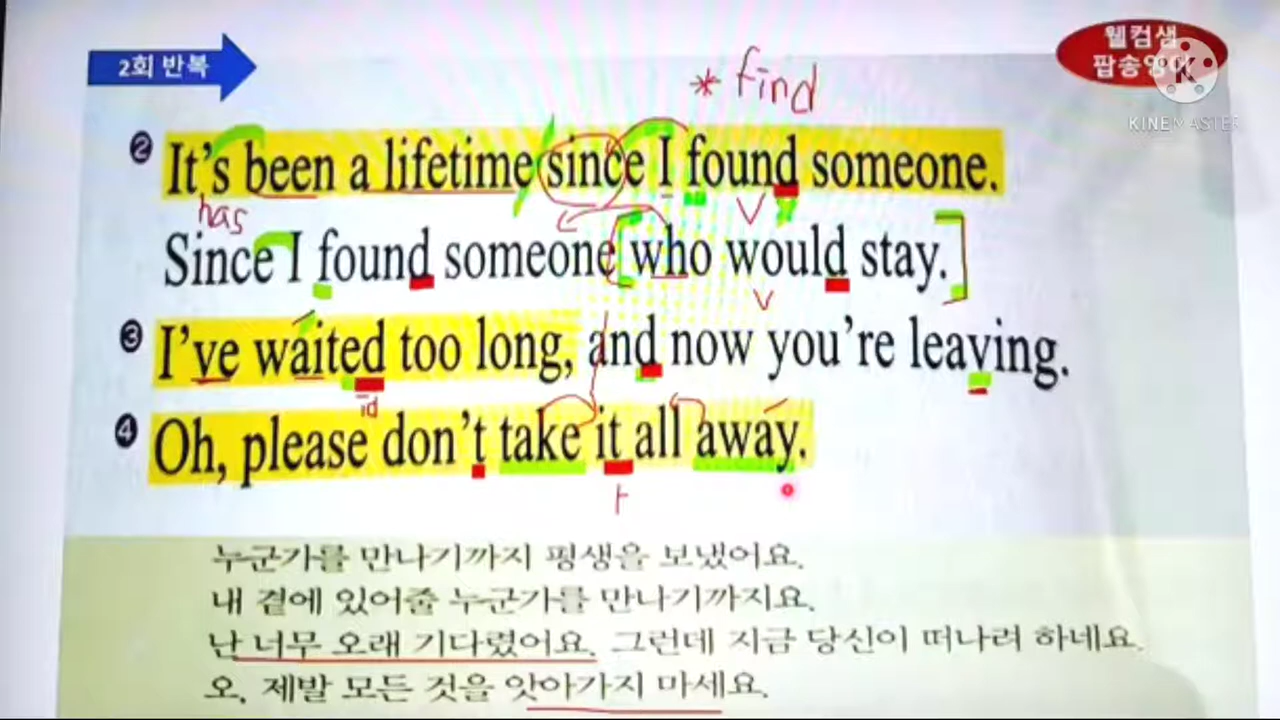 2회 반복
웰컴샘
팝송영어
KINEMASTER
* find
❷ It's been a lifetime since I found someone.
has
Since I found someone who would stay.
❸ I've waited too long, and now you're leaving.
id
❹ Oh, please don't take it all away.
누군가를 만나기까지 평생을 보냈어요.
내 곁에 있어줄 누군가를 만나기까지요.
난 너무 오래 기다렸어요. 그런데 지금 당신이 떠나려 하네요.
오, 제발 모든 것을 앗아가지 마세요.